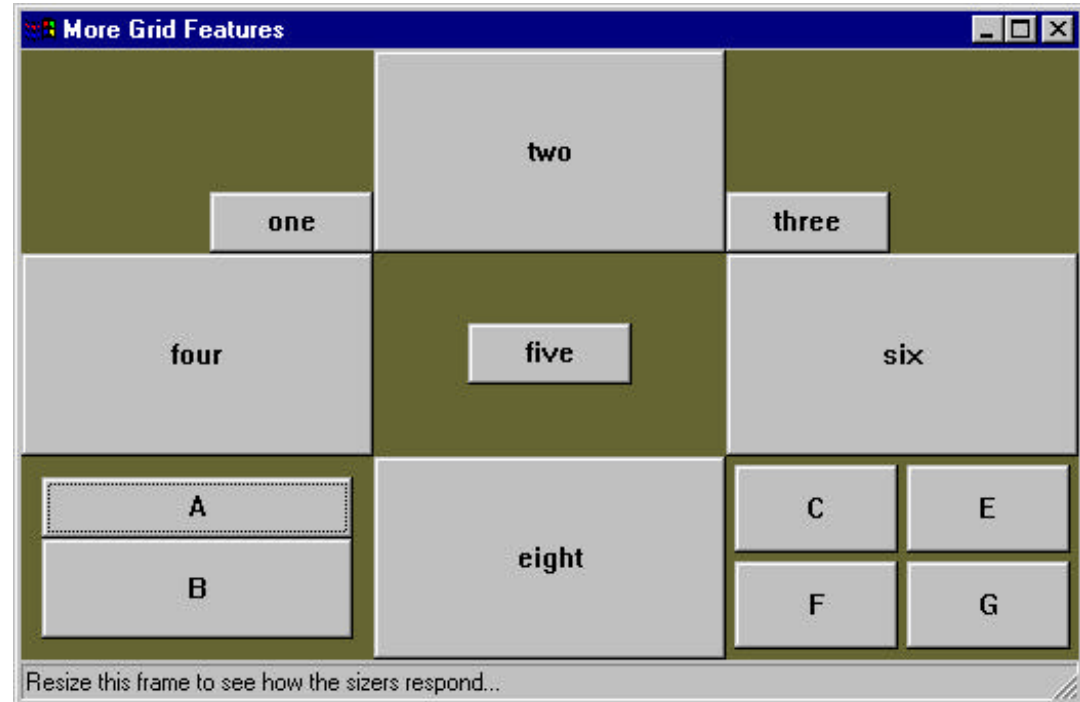 More Grid Features
two
one
three
four
five
six
A
B
eight
C
E
F
G
Resize this frame to see how the sizers respond...